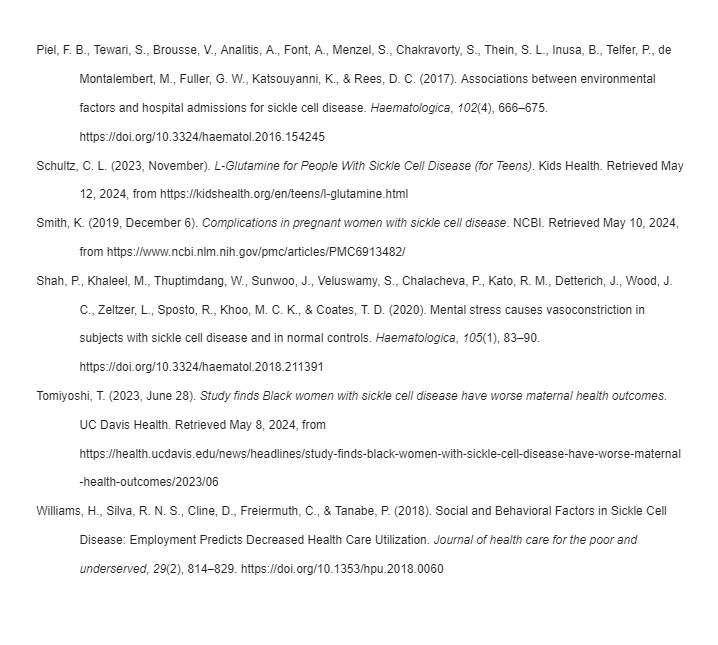 Piel, F. B., Tewari, S., Brousse, V., Analitis, A., Font, A., Menzel, S., Chakravorty, S., Thein, S. L., Inusa, B., Telfer, P., de
Montalembert, M., Fuller, G. W., Katsouyanni, K., & Rees, D. C. (2017). Associations between environmental
factors and hospital admissions for sickle cell disease. Haematologica, 102(4), 666–675.
https://doi.org/10.3324/haematol.2016.154245
Schultz, C. L. (2023, November). L-Glutamine for People With Sickle Cell Disease (for Teens). Kids Health. Retrieved May
12, 2024, from https://kidshealth.org/en/teens/l-glutamine.html
Smith, K. (2019, December 6). Complications in pregnant women with sickle cell disease. NCBI. Retrieved May 10, 2024,
from https://www.ncbi.nlm.nih.gov/pmc/articles/PMC6913482/
Shah, P., Khaleel, M., Thuptimdang, W., Sunwoo, J., Veluswamy, S., Chalacheva, P., Kato, R. M., Detterich, J., Wood, J.
C., Zeltzer, L., Sposto, R., Khoo, M. C. K., & Coates, T. D. (2020). Mental stress causes vasoconstriction in
subjects with sickle cell disease and in normal controls. Haematologica, 105(1), 83–90.
https://doi.org/10.3324/haematol.2018.211391
Tomiyoshi, T. (2023, June 28). Study finds Black women with sickle cell disease have worse maternal health outcomes.
UC Davis Health. Retrieved May 8, 2024, from
https://health.ucdavis.edu/news/headlines/study-finds-black-women-with-sickle-cell-disease-have-worse-maternal
-health-outcomes/2023/06
Williams, H., Silva, R. N. S., Cline, D., Freiermuth, C., & Tanabe, P. (2018). Social and Behavioral Factors in Sickle Cell
Disease: Employment Predicts Decreased Health Care Utilization. Journal of health care for the poor and
underserved, 29(2), 814–829. https://doi.org/10.1353/hpu.2018.0060